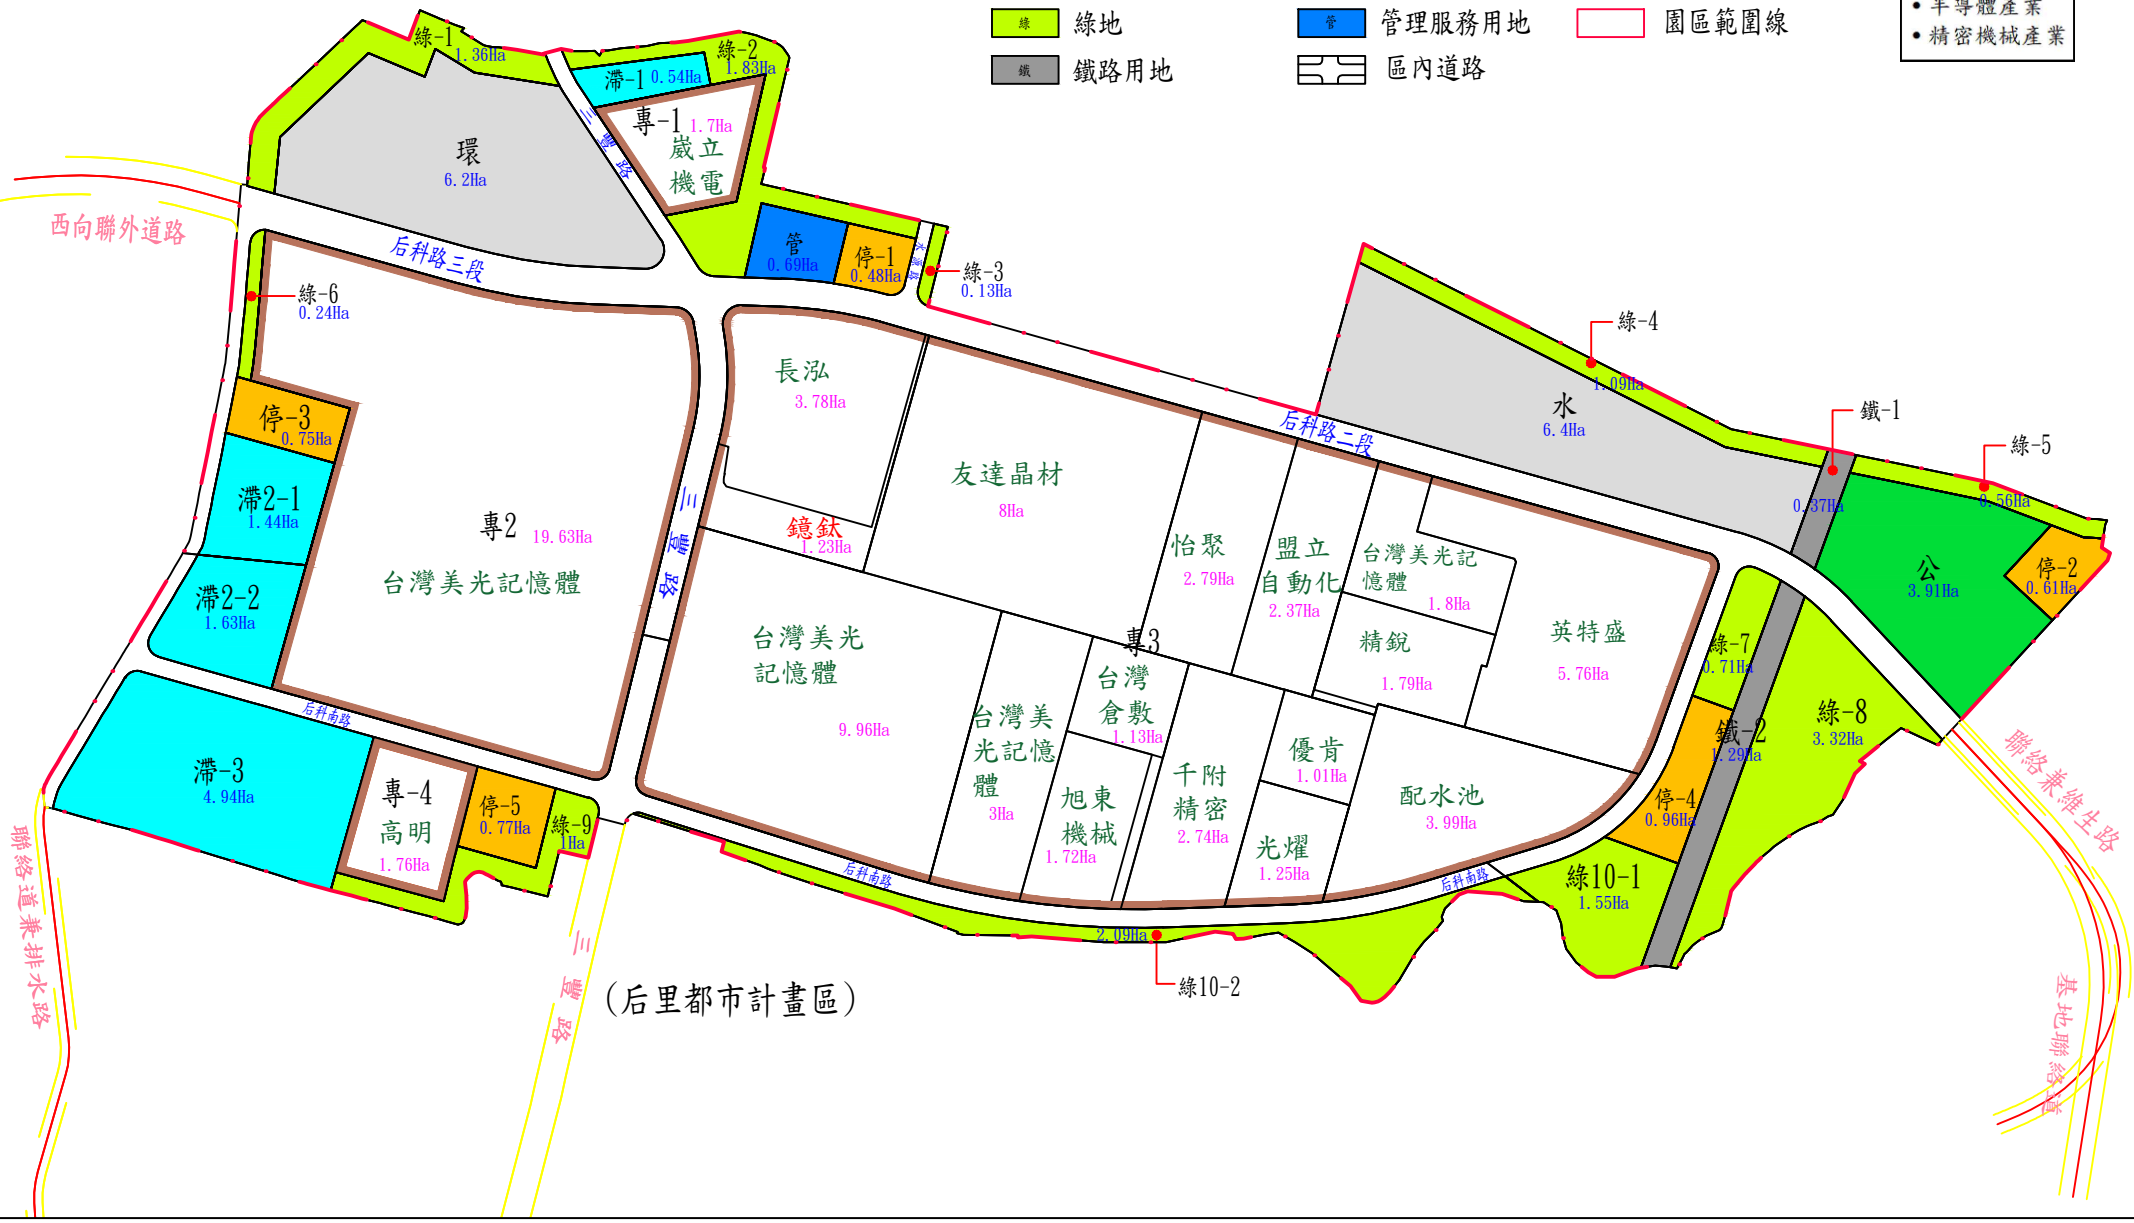 綠
綠地
管
管理服務用地
園區範圍線
鐵
鐵路用地
區內道路
• 半導體產業
• 精密機械產業
綠-1
1.36Ha
綠-2
1.83Ha
滯-1 0.54Ha
專-1 1.7Ha
崴立
機電
三豐路
環
6.2Ha
西向聯外道路
后科路三段
管
0.69Ha
停-1
0.48Ha
水源路
綠-3
0.13Ha
綠-6
0.24Ha
綠-4
1.09Ha
水
6.4Ha
鐵-1
0.37Ha
綠-5
0.56Ha
后科路二段
長泓
3.78Ha
鐿鈦
1.23Ha
友達晶材
8Ha
怡聚
2.79Ha
盟立
自動化
2.37Ha
台灣美光記
憶體
1.8Ha
精銳
1.79Ha
英特盛
5.76Ha
公
3.91Ha
停-2
0.61Ha
停-3
0.75Ha
滯2-1
1.44Ha
滯2-2
1.63Ha
專2 19.63Ha
台灣美光記憶體
三豐路
專3
台灣美光
記憶體
9.96Ha
台灣美
光記憶
體
3Ha
台灣
倉敷
1.13Ha
旭東
機械
1.72Ha
千附
精密
2.74Ha
優肯
1.01Ha
光燿
1.25Ha
配水池
3.99Ha
綠-7
0.71Ha
鐵-2
1.29Ha
綠-8
3.32Ha
停-4
0.96Ha
綠10-1
1.55Ha
后科南路
滯-3
4.94Ha
專-4
高明
1.76Ha
停-5
0.77Ha
綠-9
1Ha
后科南路
后科南路
2.09Ha
綠10-2
聯絡道兼排水路
三豐路
(后里都市計畫區)
聯絡兼維生路
基地聯絡道